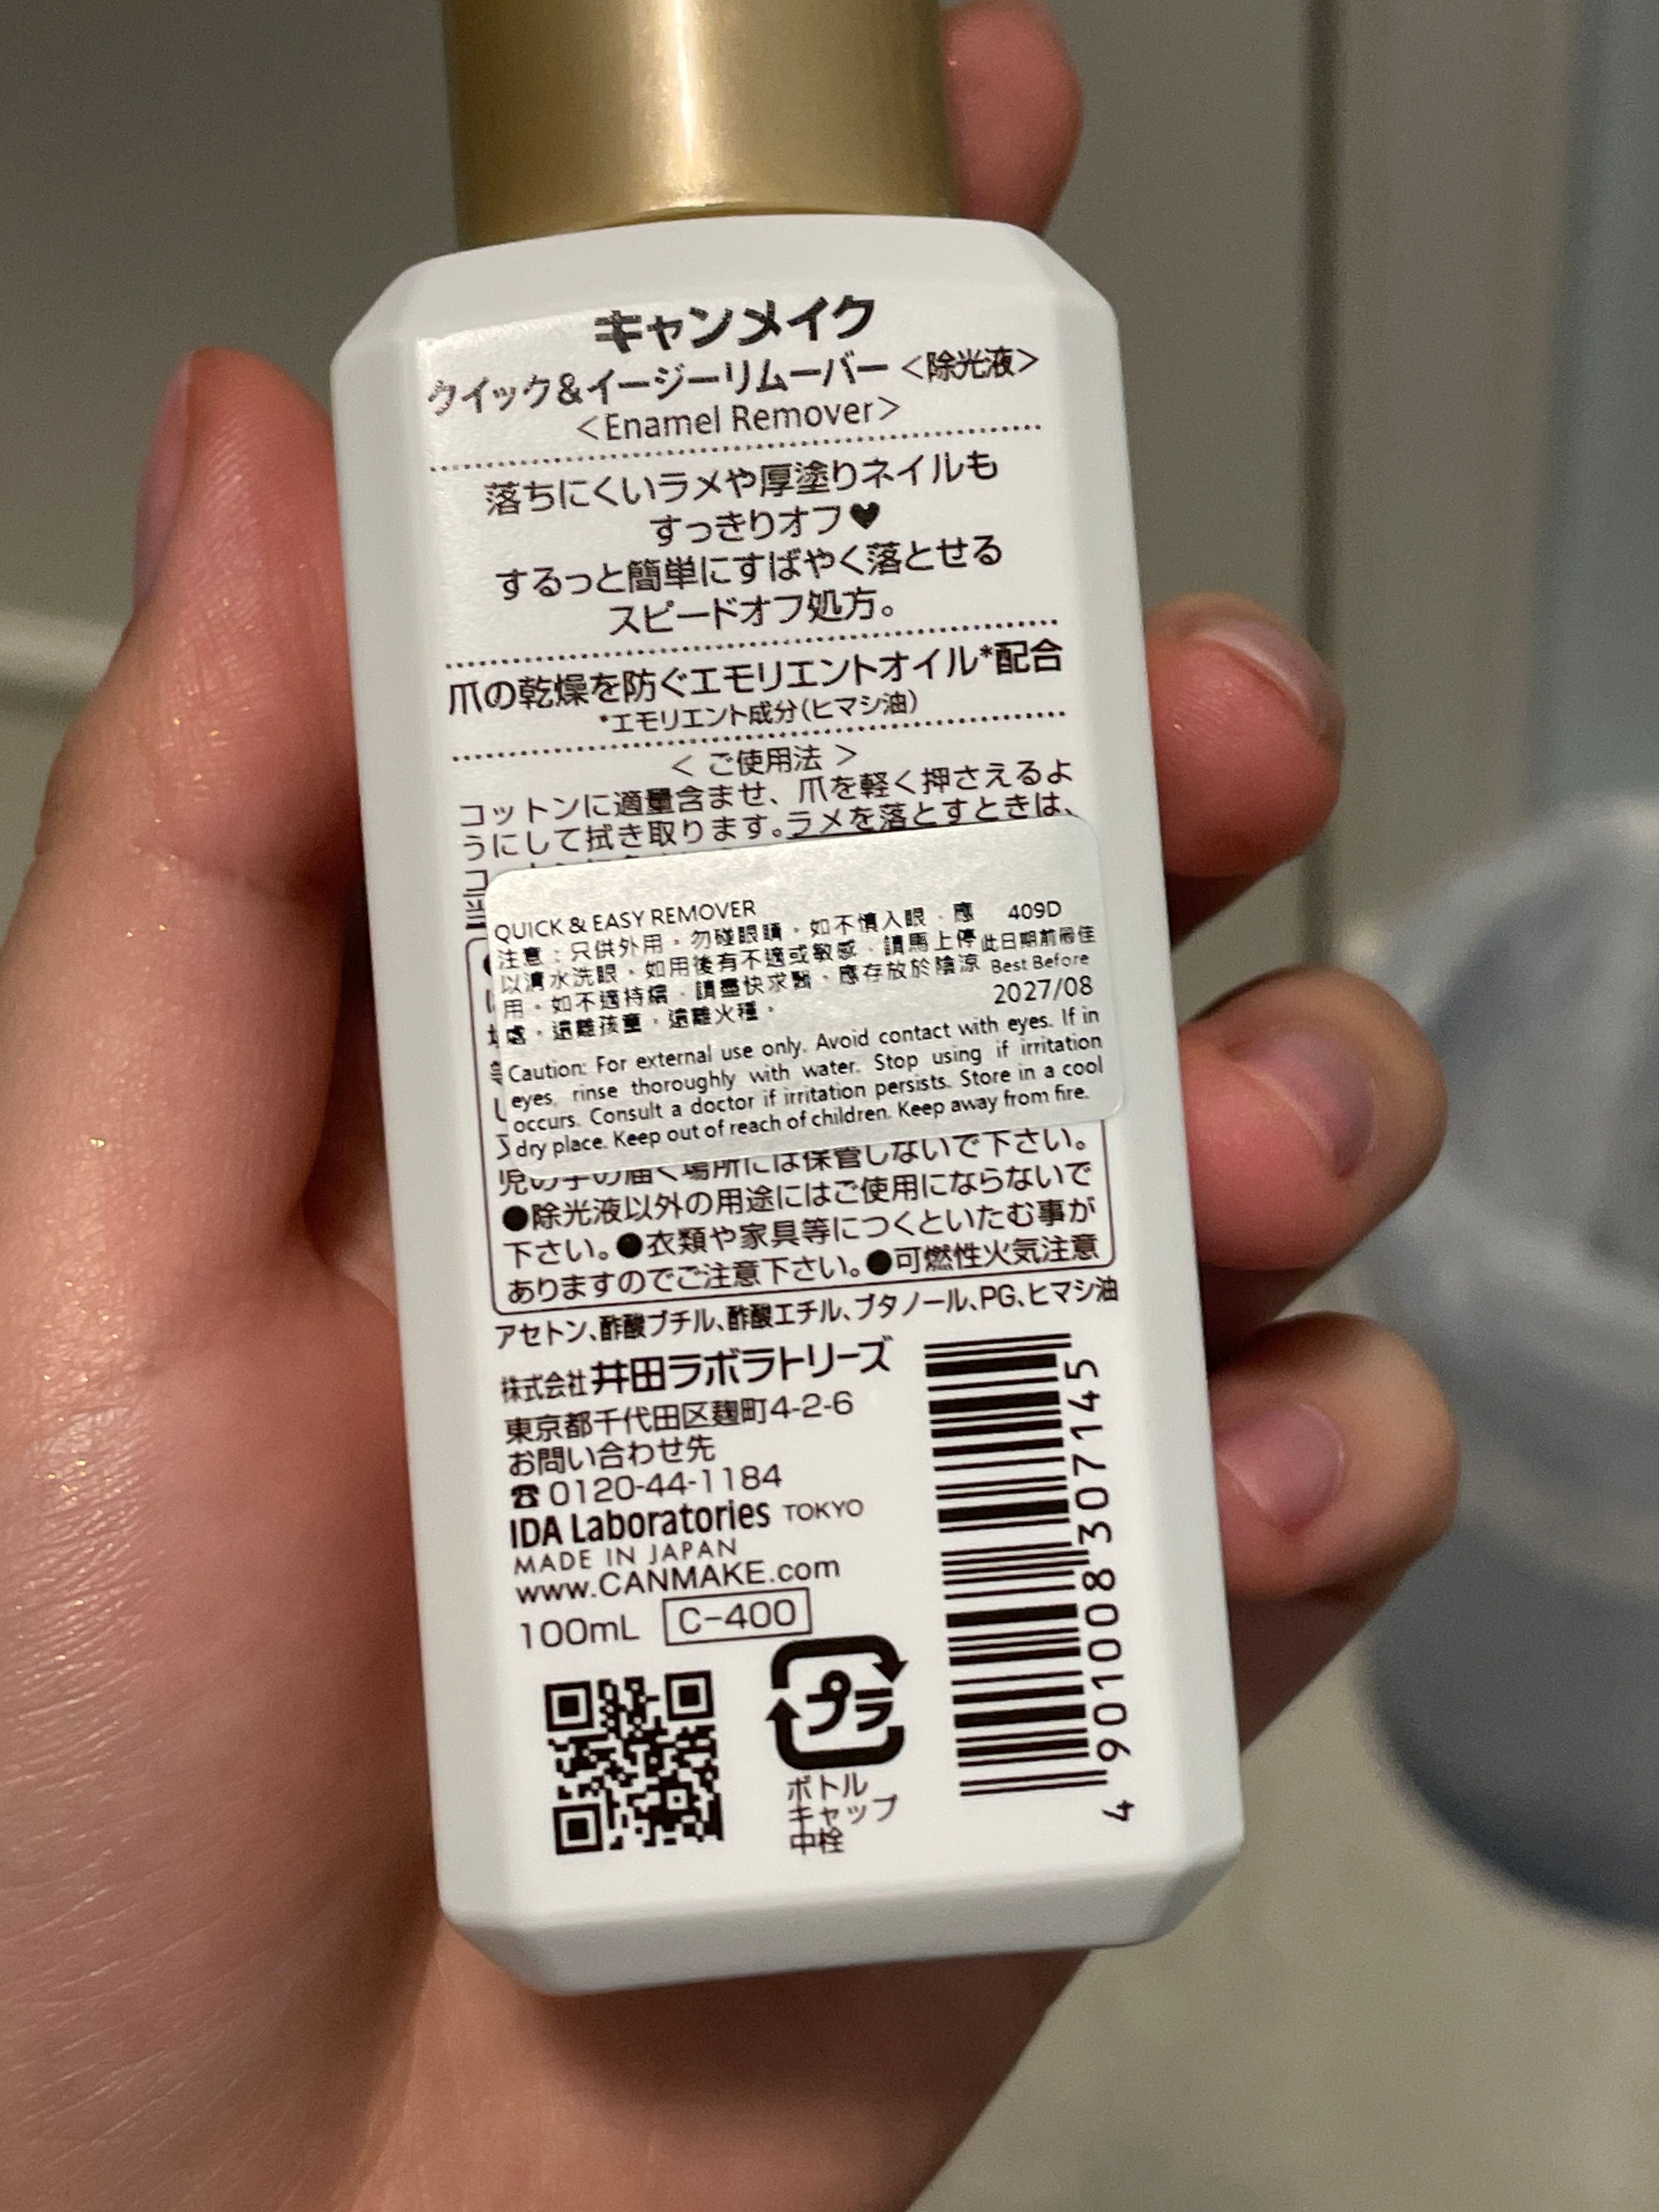 キャンメイク
クイック&イージーリムーバー <除光液>
<Enamel Remover>
落ちにくいラメや厚塗りネイルも
すっきりオフ♥
するっと簡単にすばやく落とせる
スピードオフ処方。
爪の乾燥を防ぐエモリエントオイル*配合
*エモリエント成分(ヒマシ油)
< ご使用法 >
コットンに適量含ませ、爪を軽く押さえるよ
うにして拭き取ります。ラメを落とすときは、
QUICK & EASY REMOVER
注意：只供外用。勿碰眼睛。如不慎入眼，應
以清水洗眼。如用後有不適或敏感，請馬上停
用。如不適持續，請盡快求醫。應存放於陰涼
處。遠離孩童。遠離火種。
409D
此日期前最佳
Best Before
2027/08
Caution: For external use only. Avoid contact with eyes. If in
eyes, rinse thoroughly with water. Stop using if irritation
occurs. Consult a doctor if irritation persists. Store in a cool
dry place. Keep out of reach of children. Keep away from fire.
児の手の届く場所には保管しないで下さい。
●除光液以外の用途にはご使用にならないで
下さい。●衣類や家具等につくといたむ事が
ありますのでご注意下さい。●可燃性火気注意
アセトン、酢酸ブチル、酢酸エチル、ブタノール、PG、ヒマシ油
株式会社 井田ラボラトリーズ
東京都千代田区麹町4-2-6
お問い合わせ先
☎0120-44-1184
IDA Laboratories TOKYO
MADE IN JAPAN
www.CANMAKE.com
100mL C-400
プラ
ボトル
キャップ
中栓
4 901008 307145